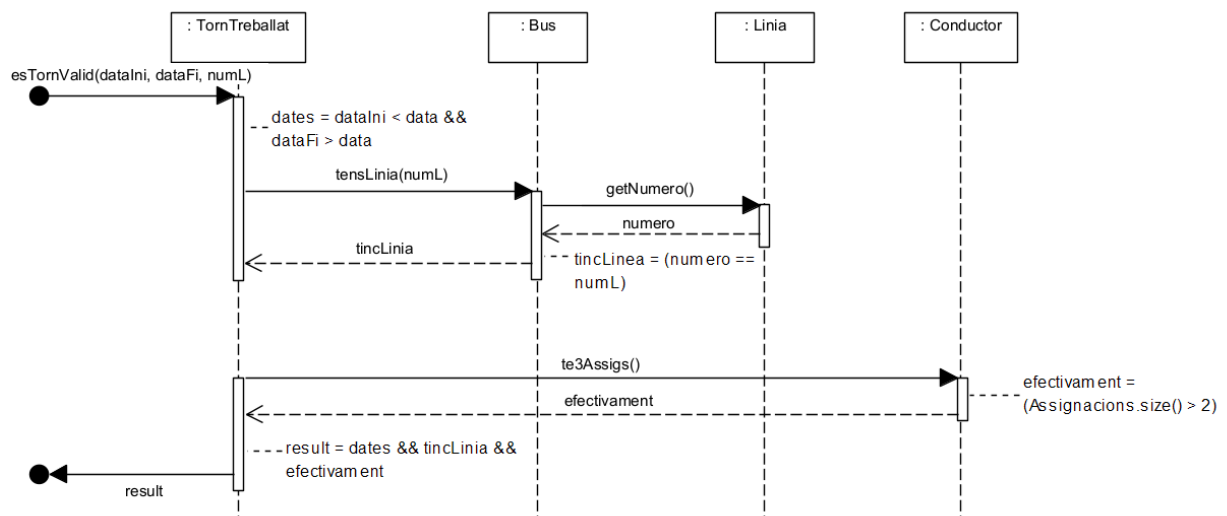 : TornTreballat
: Bus
: Linia
: Conductor
esTornValid(dataIni, dataFi, numL)
dates = dataIni < data &&
dataFi > data
tensLinia(numL)
getNumero()
numero
tincLinia
tincLinea = (numero ==
numL)
te3Assigs()
efectivament
efectivament =
(Assignacions.size() > 2)
result = dates && tincLinia &&
efectivament
result